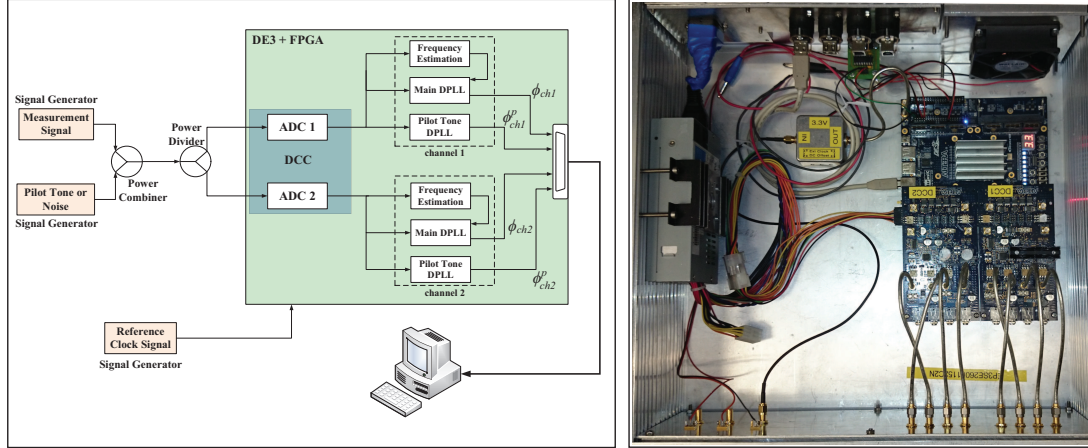 DE3 + FPGA
Signal Generator
Measurement
Signal
Pilot Tone or
Noise
Signal Generator
Power
Combiner
Power
Divider
ADC 1
DCC
ADC 2
Frequency
Estimation
Main DPLL
Pilot Tone
DPLL
channel 1
Frequency
Estimation
Main DPLL
Pilot Tone
DPLL
channel 2
ϕch1
ϕᵖch1
ϕch2
ϕᵖch2
Reference
Clock Signal
Signal Generator
3.3V
IN
OUT
DCC2
DCC1